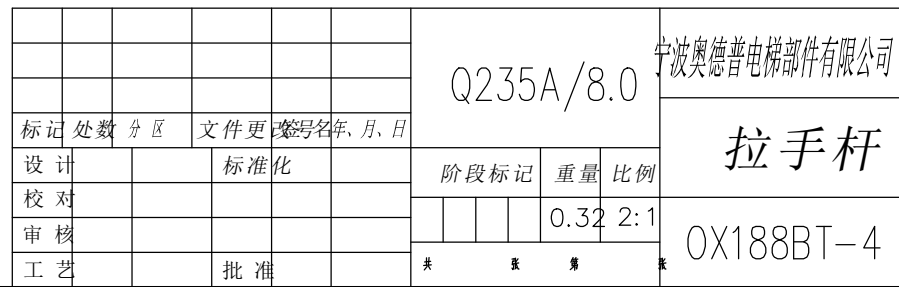 标记 处数 分 区 文件更改号 签名 年、月、日
设 计 标准化
校 对
审 核
工 艺 批 准
Q235A/8.0
阶段标记 重量 比例
0.32 2:1
共 张 第 张
宁波奥德普电梯部件有限公司
拉手杆
OX188BT-4